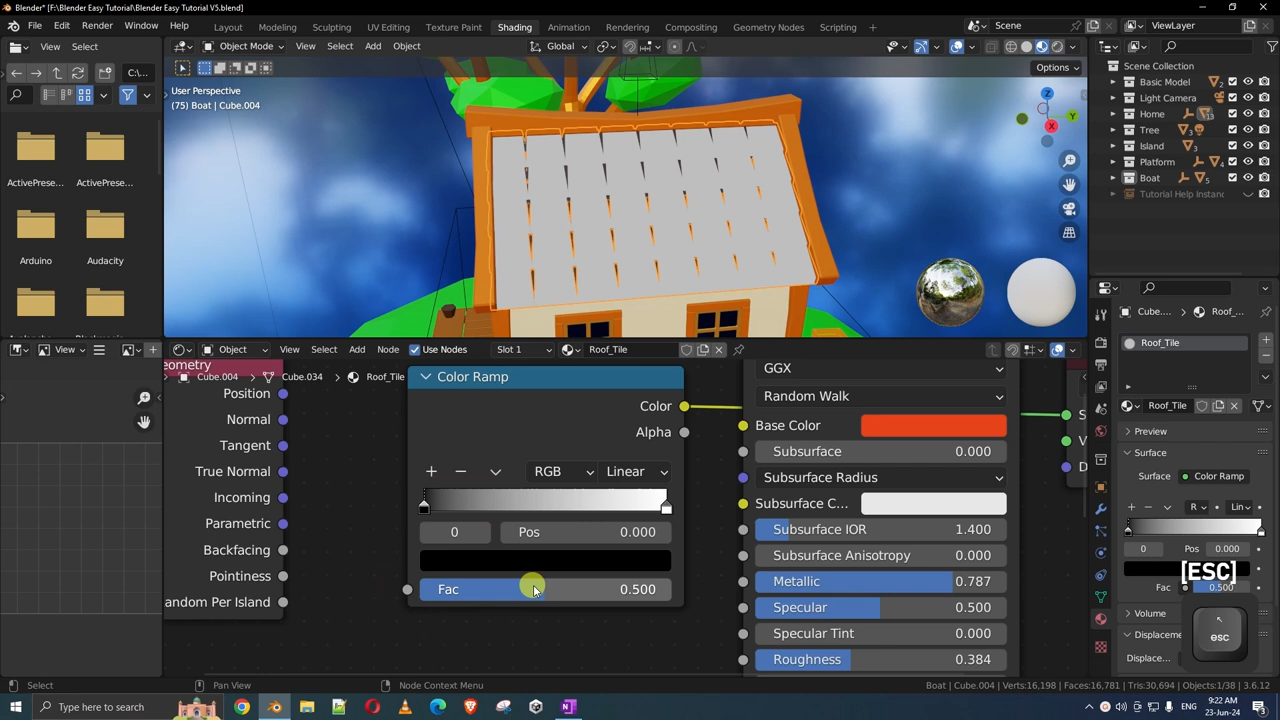 Blender* [F:\Blender Easy Tutorial\Blender Easy Tutorial V5.blend]
File Edit Render Window Help
Layout Modeling Sculpting UV Editing Texture Paint Shading Animation Rendering Compositing Geometry Nodes Scripting
Scene
ViewLayer
View Select
Object Mode View Select Add Object
Global
Options
C:\...
User Perspective
(75) Boat | Cube.004
Z
Y
X
Scene Collection
Basic Model 2
Light Camera
Home 13
Tree 3
Island 3
Platform 4
Boat 5
Tutorial Help Instanc
ActivePrese...
ActivePrese...
Arduino
Audacity
View
Object View Select Add Node Use Nodes Slot 1 Roof_Tile
eometry
Cube.004 Cube.034 Roof_Tile
Position
Normal
Tangent
True Normal
Incoming
Parametric
Backfacing
Pointiness
andom Per Island
Color Ramp
Color
Alpha
RGB Linear
0 Pos 0.000
Fac 0.500
GGX
Random Walk
Base Color
Subsurface 0.000
Subsurface Radius
Subsurface C...
Subsurface IOR 1.400
Subsurface Anisotropy 0.000
Metallic 0.787
Specular 0.500
Specular Tint 0.000
Roughness 0.384
S
V
D
Cube.... Roof_...
Roof_Tile
Roof_Tile
Preview
Surface
Surface Color Ramp
R Lin
0 Pos 0.000
Fac 0.500
Volume
Displaceme
Displace...
[ESC]
esc
Select Pan View Node Context Menu
Boat | Cube.004 | Verts:16,198 | Faces:16,781 | Tris:30,694 | Objects:1/38 | 3.6.12
Type here to search
ENG
9:22 AM
23-Jun-24